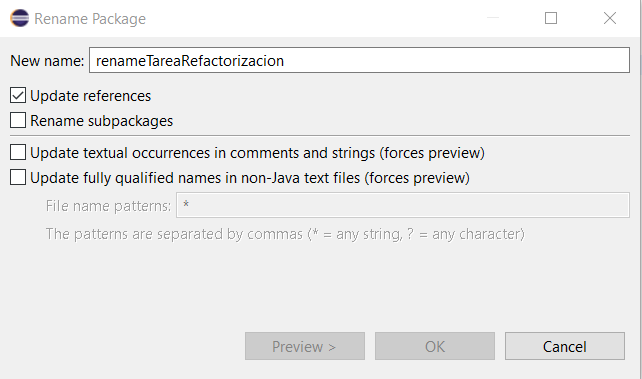 Rename Package
New name: renameTareaRefactorizacion
Update references
Rename subpackages
Update textual occurrences in comments and strings (forces preview)
Update fully qualified names in non-Java text files (forces preview)
File name patterns: *
The patterns are separated by commas (* = any string, ? = any character)
Preview > OK Cancel